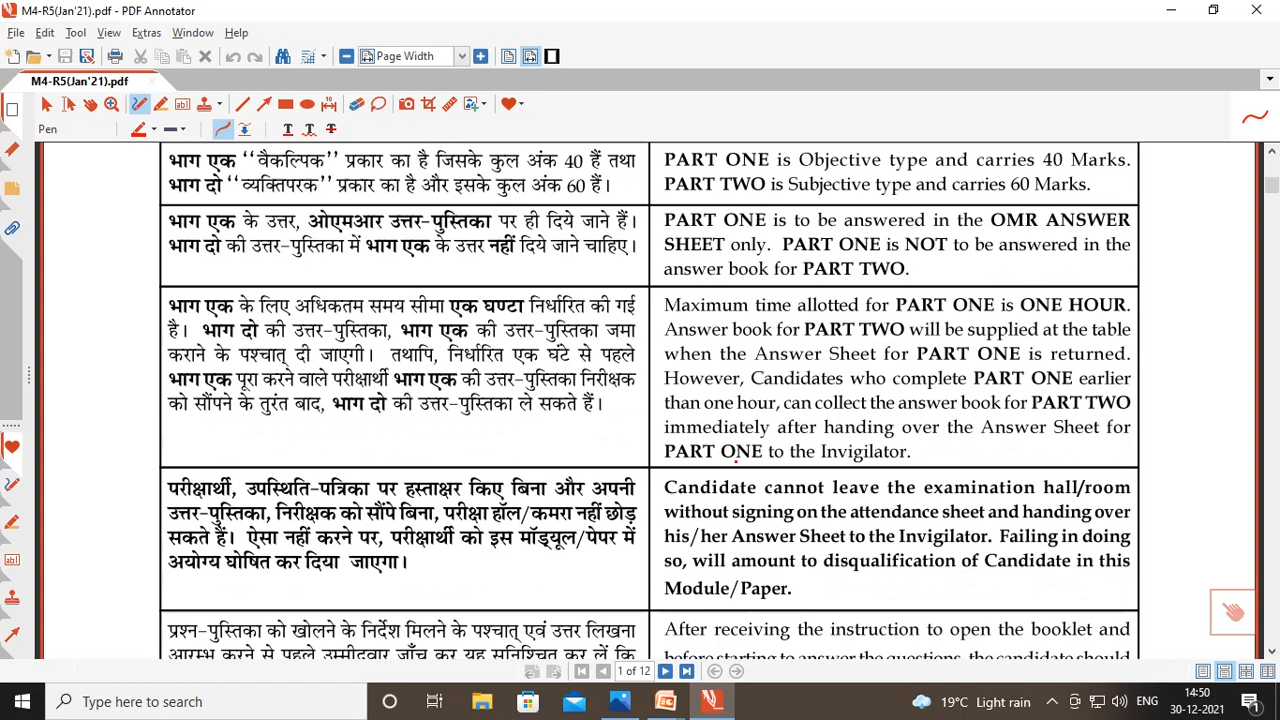 M4-R5(Jan'21).pdf - PDF Annotator
File Edit Tool View Extras Window Help
Page Width
M4-R5(Jan'21).pdf
Pen
भाग एक ‘‘वैकल्पिक’’ प्रकार का है जिसके कुल अंक 40 हैं तथा
भाग दो ‘‘व्यक्तिपरक’’ प्रकार का है और इसके कुल अंक 60 हैं।
PART ONE is Objective type and carries 40 Marks.
PART TWO is Subjective type and carries 60 Marks.
भाग एक के उत्तर, ओएमआर उत्तर-पुस्तिका पर ही दिये जाने हैं।
भाग दो की उत्तर-पुस्तिका में भाग एक के उत्तर नहीं दिये जाने चाहिए।
PART ONE is to be answered in the OMR ANSWER
SHEET only. PART ONE is NOT to be answered in the
answer book for PART TWO.
भाग एक के लिए अधिकतम समय सीमा एक घण्टा निर्धारित की गई
है। भाग दो की उत्तर-पुस्तिका, भाग एक की उत्तर-पुस्तिका जमा
कराने के पश्चात् दी जाएगी। तथापि, निर्धारित एक घंटे से पहले
भाग एक पूरा करने वाले परीक्षार्थी भाग एक की उत्तर-पुस्तिका निरीक्षक
को सौंपने के तुरंत बाद, भाग दो की उत्तर-पुस्तिका ले सकते हैं।
Maximum time allotted for PART ONE is ONE HOUR.
Answer book for PART TWO will be supplied at the table
when the Answer Sheet for PART ONE is returned.
However, Candidates who complete PART ONE earlier
than one hour, can collect the answer book for PART TWO
immediately after handing over the Answer Sheet for
PART ONE to the Invigilator.
परीक्षार्थी, उपस्थिति-पत्रिका पर हस्ताक्षर किए बिना और अपनी
उत्तर-पुस्तिका, निरीक्षक को सौंपे बिना, परीक्षा हॉल/कमरा नहीं छोड़
सकते हैं। ऐसा नहीं करने पर, परीक्षार्थी को इस मॉड्यूल/पेपर में
अयोग्य घोषित कर दिया जाएगा।
Candidate cannot leave the examination hall/room
without signing on the attendance sheet and handing over
his/her Answer Sheet to the Invigilator. Failing in doing
so, will amount to disqualification of Candidate in this
Module/Paper.
प्रश्न-पुस्तिका को खोलने के निर्देश मिलने के पश्चात् एवं उत्तर लिखना
आरम्भ करने से पहले उम्मीदवार जाँच कर यह सुनिश्चित कर लें कि
After receiving the instruction to open the booklet and
before starting to answer the questions, the candidate should
1 of 12
Type here to search
19°C Light rain
ENG
14:50
30-12-2021